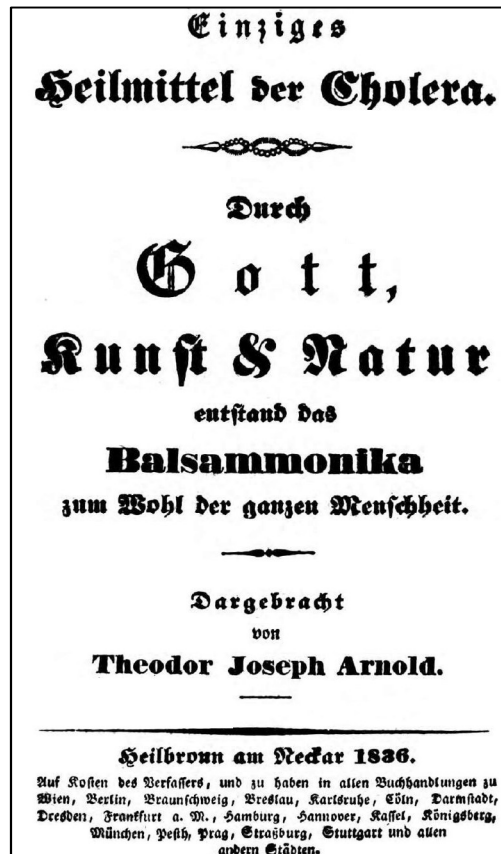 Einziges
Heilmittel der Cholera.
Durch
Gott,
Kunst & Natur
entstand das
Balsammonika
zum Wohl der ganzen Menschheit.
Dargebracht
von
Theodor Joseph Arnold.
Heilbronn am Neckar 1836.
Auf Kosten des Verfassers, und zu haben in allen Buchhandlungen zu
Wien, Berlin, Braunschweig, Breslau, Karlsruhe, Cöln, Darmstadt,
Dresden, Frankfurt a. M., Hamburg, Hannover, Kassel, Königsberg,
München, Pesth, Prag, Straßburg, Stuttgart und allen
andern Städten.